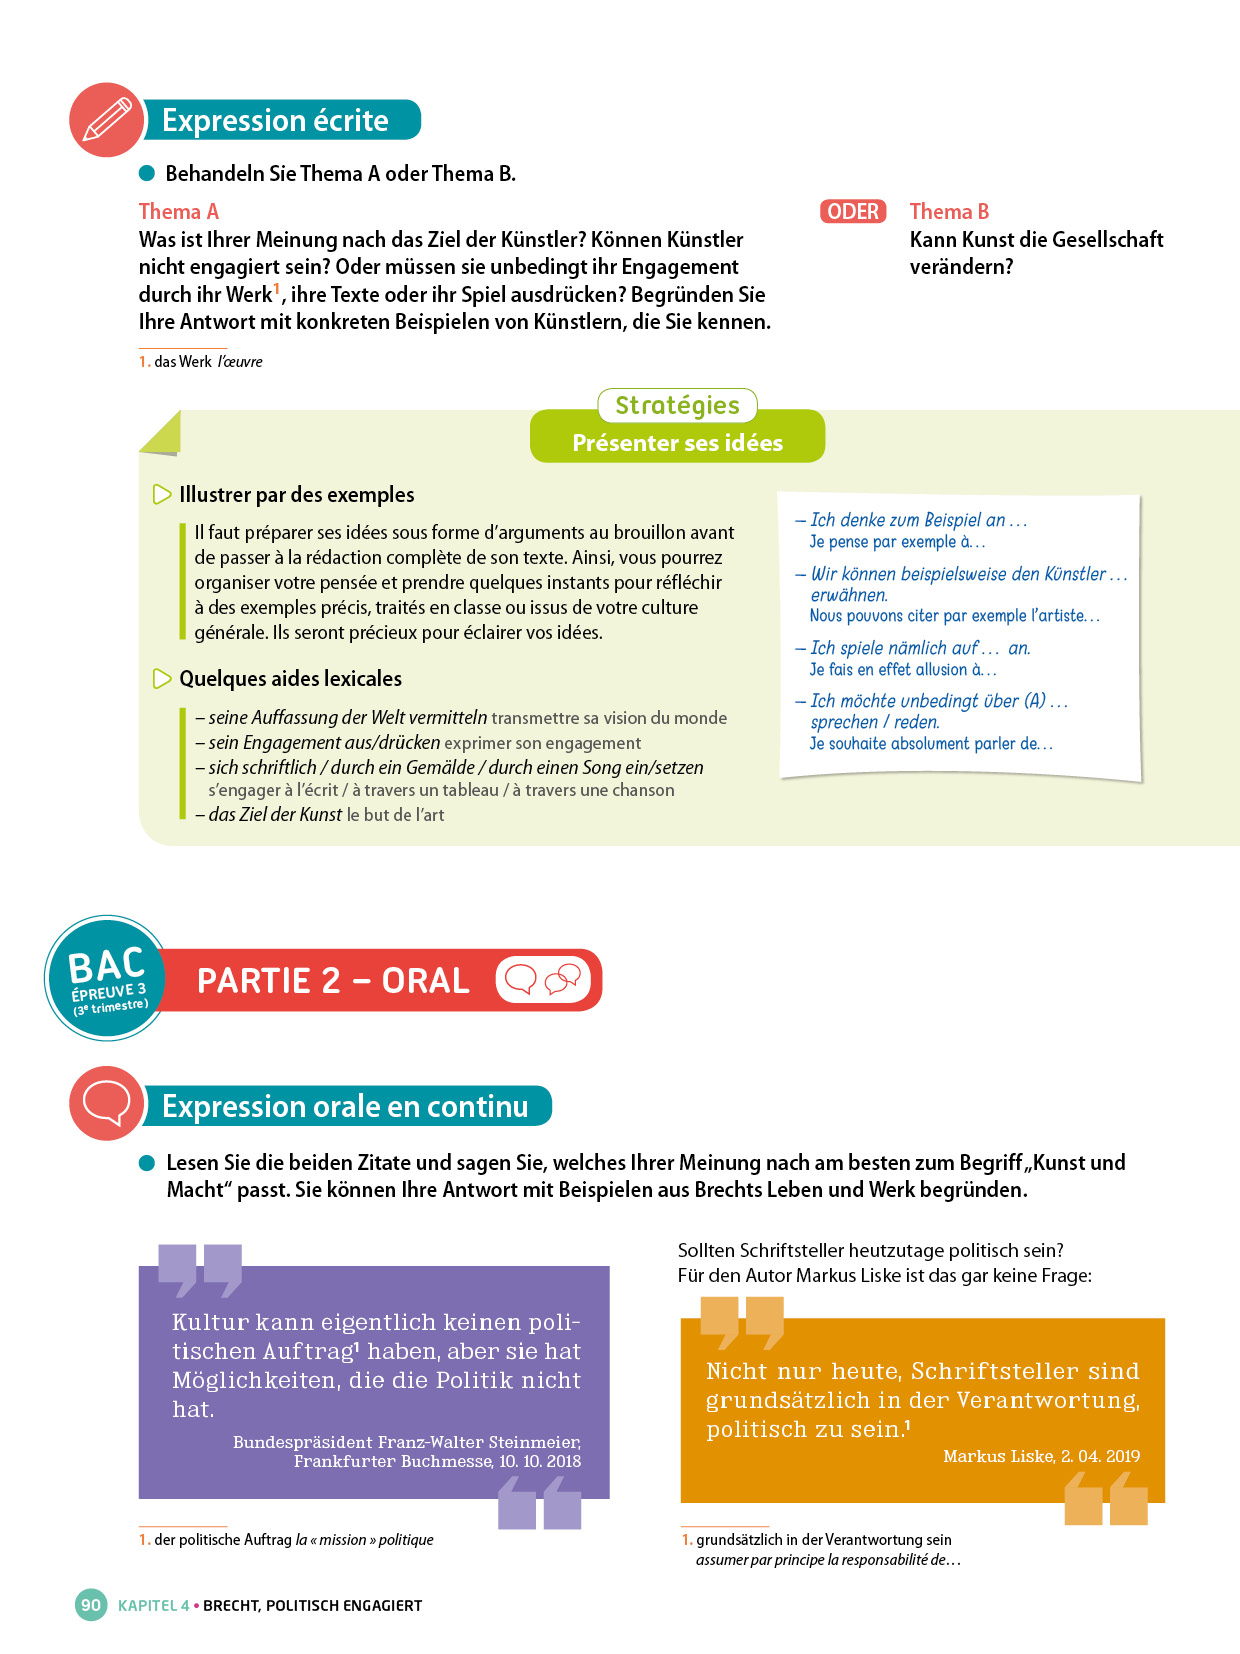 Expression écrite
Behandeln Sie Thema A oder Thema B.
Thema A
Was ist Ihrer Meinung nach das Ziel der Künstler? Können Künstler
nicht engagiert sein? Oder müssen sie unbedingt ihr Engagement
durch ihr Werk1, ihre Texte oder ihr Spiel ausdrücken? Begründen Sie
Ihre Antwort mit konkreten Beispielen von Künstlern, die Sie kennen.
1. das Werk l'œuvre
ODER
Thema B
Kann Kunst die Gesellschaft
verändern?
Stratégies
Présenter ses idées
Illustrer par des exemples
Il faut préparer ses idées sous forme d'arguments au brouillon avant
de passer à la rédaction complète de son texte. Ainsi, vous pourrez
organiser votre pensée et prendre quelques instants pour réfléchir
à des exemples précis, traités en classe ou issus de votre culture
générale. Ils seront précieux pour éclairer vos idées.
Quelques aides lexicales
– seine Auffassung der Welt vermitteln transmettre sa vision du monde
– sein Engagement aus/drücken exprimer son engagement
– sich schriftlich / durch ein Gemälde / durch einen Song ein/setzen
s'engager à l'écrit / à travers un tableau / à travers une chanson
– das Ziel der Kunst le but de l'art
– Ich denke zum Beispiel an ...
Je pense par exemple à...
– Wir können beispielsweise den Künstler ...
erwähnen.
Nous pouvons citer par exemple l'artiste...
– Ich spiele nämlich auf ... an.
Je fais en effet allusion à...
– Ich möchte unbedingt über (A) ...
sprechen / reden.
Je souhaite absolument parler de...
BAC
ÉPREUVE 3
(3e trimestre)
PARTIE 2 – ORAL
Expression orale en continu
Lesen Sie die beiden Zitate und sagen Sie, welches Ihrer Meinung nach am besten zum Begriff „Kunst und
Macht“ passt. Sie können Ihre Antwort mit Beispielen aus Brechts Leben und Werk begründen.
Kultur kann eigentlich keinen poli-
tischen Auftrag1 haben, aber sie hat
Möglichkeiten, die die Politik nicht
hat.
Bundespräsident Franz-Walter Steinmeier,
Frankfurter Buchmesse, 10. 10. 2018
1. der politische Auftrag la « mission » politique
Sollten Schriftsteller heutzutage politisch sein?
Für den Autor Markus Liske ist das gar keine Frage:
Nicht nur heute, Schriftsteller sind
grundsätzlich in der Verantwortung,
politisch zu sein.1
Markus Liske, 2. 04. 2019
1. grundsätzlich in der Verantwortung sein
assumer par principe la responsabilité de...
90 KAPITEL 4 • BRECHT, POLITISCH ENGAGIERT